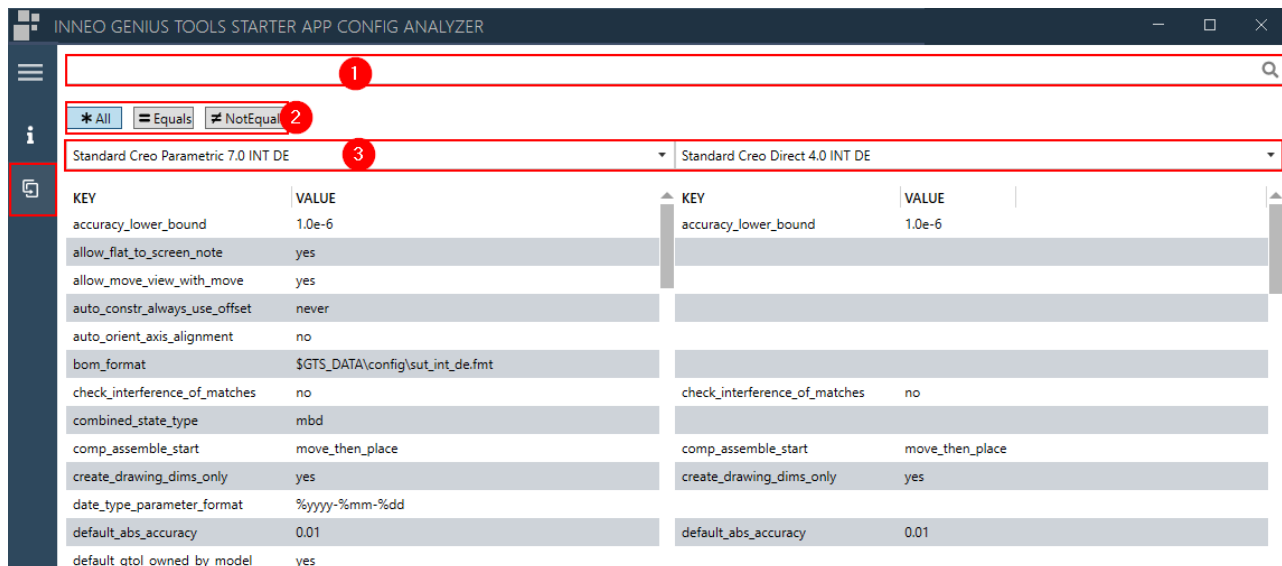 INNEO GENIUS TOOLS STARTER APP CONFIG ANALYZER
1
All Equals NotEqual 2
Standard Creo Parametric 7.0 INT DE 3 Standard Creo Direct 4.0 INT DE
KEY VALUE KEY VALUE
accuracy_lower_bound 1.0e-6 accuracy_lower_bound 1.0e-6
allow_flat_to_screen_note yes
allow_move_view_with_move yes
auto_constr_always_use_offset never
auto_orient_axis_alignment no
bom_format $GTS_DATA\config\sut_int_de.fmt
check_interference_of_matches no check_interference_of_matches no
combined_state_type mbd
comp_assemble_start move_then_place comp_assemble_start move_then_place
create_drawing_dims_only yes create_drawing_dims_only yes
date_type_parameter_format %yyyy-%mm-%dd
default_abs_accuracy 0.01 default_abs_accuracy 0.01
default_gtol_owned_by_model yes